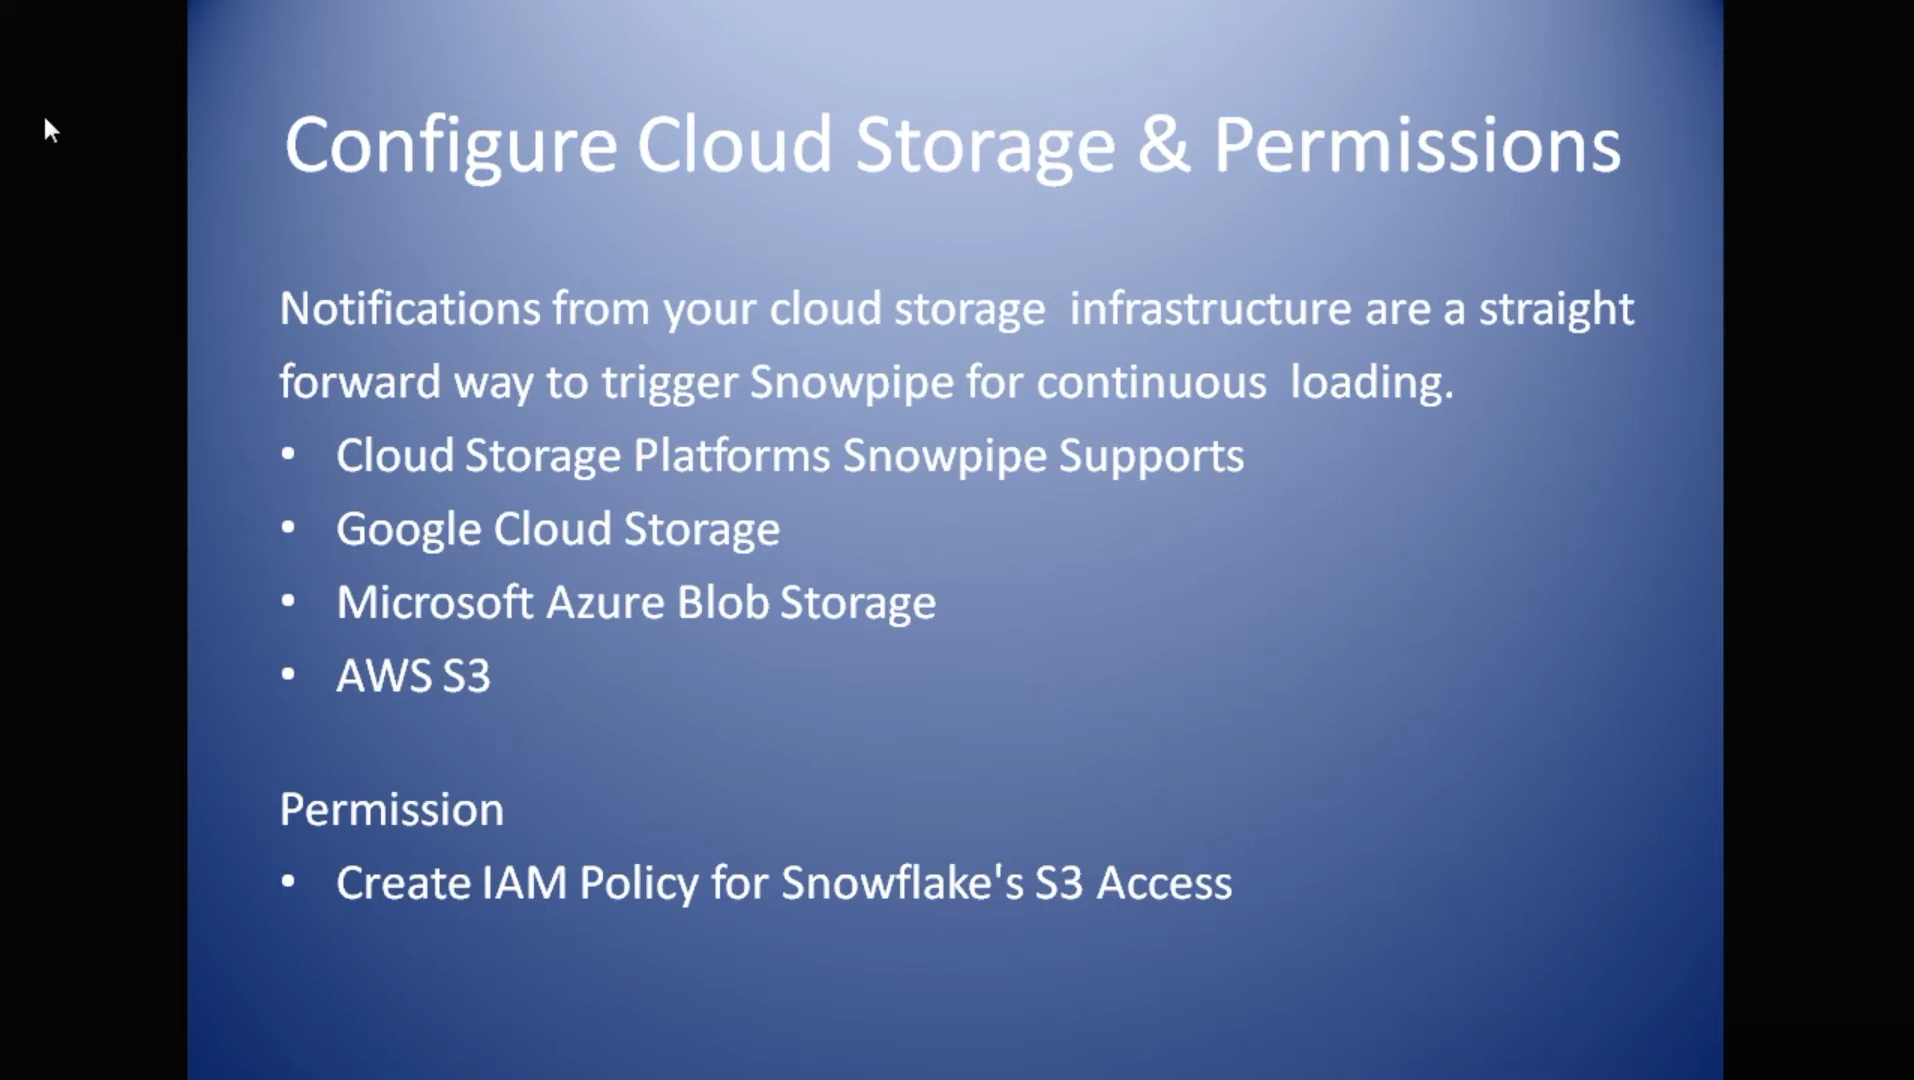 Configure Cloud Storage & Permissions
Notifications from your cloud storage  infrastructure are a straight
forward way to trigger Snowpipe for continuous  loading.
• Cloud Storage Platforms Snowpipe Supports
• Google Cloud Storage
• Microsoft Azure Blob Storage
• AWS S3
Permission
• Create IAM Policy for Snowflake's S3 Access